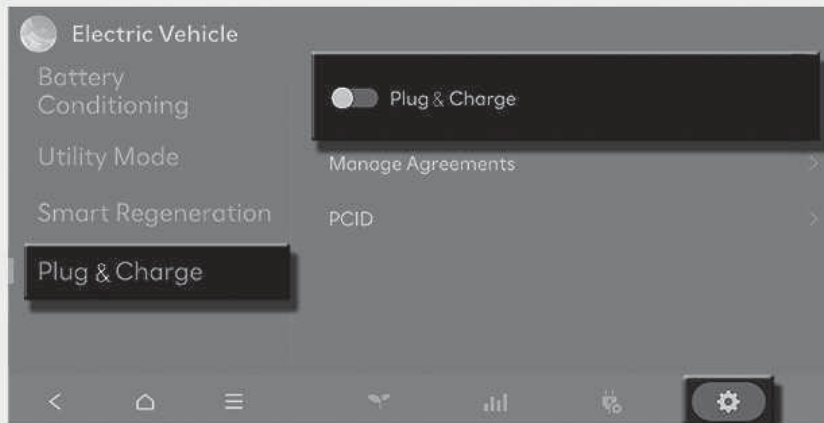 Electric Vehicle
Battery
Conditioning
Utility Mode
Smart Regeneration
Plug & Charge
Plug & Charge
Manage Agreements
PCID